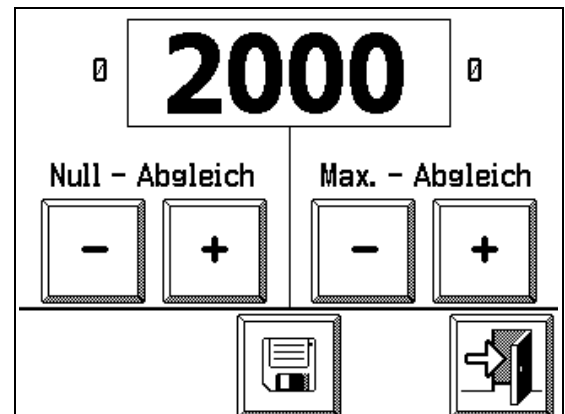 0 2000 0
Null - Abgleich Max. - Abgleich
- + - +